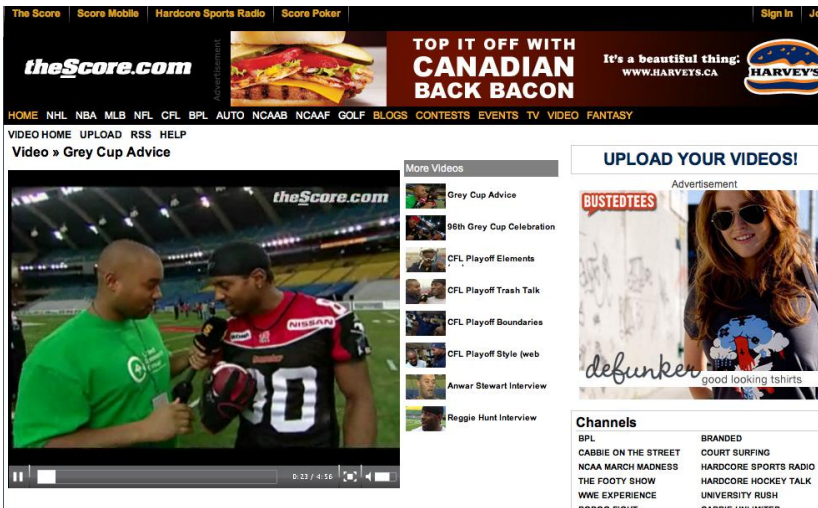 The Score Score Mobile Hardcore Sports Radio Score Poker Sign In
theScore.com
Advertisement
TOP IT OFF WITH
CANADIAN
BACK BACON
It's a beautiful thing.
WWW.HARVEYS.CA
HARVEY'S
HOME NHL NBA MLB NFL CFL BPL AUTO NCAAB NCAAF GOLF BLOGS CONTESTS EVENTS TV VIDEO FANTASY
VIDEO HOME UPLOAD RSS HELP
Video » Grey Cup Advice
theScore.com
NISSAN
90
0:23 / 4:56
More Videos
Grey Cup Advice
96th Grey Cup Celebration
CFL Playoff Elements
CFL Playoff Trash Talk
CFL Playoff Boundaries
CFL Playoff Style (web
Anwar Stewart Interview
Reggie Hunt Interview
UPLOAD YOUR VIDEOS!
Advertisement
BUSTEDTEES
defunker
good looking tshirts
Channels
BPL BRANDED
CABBIE ON THE STREET COURT SURFING
NCAA MARCH MADNESS HARDCORE SPORTS RADIO
THE FOOTY SHOW HARDCORE HOCKEY TALK
WWE EXPERIENCE UNIVERSITY RUSH